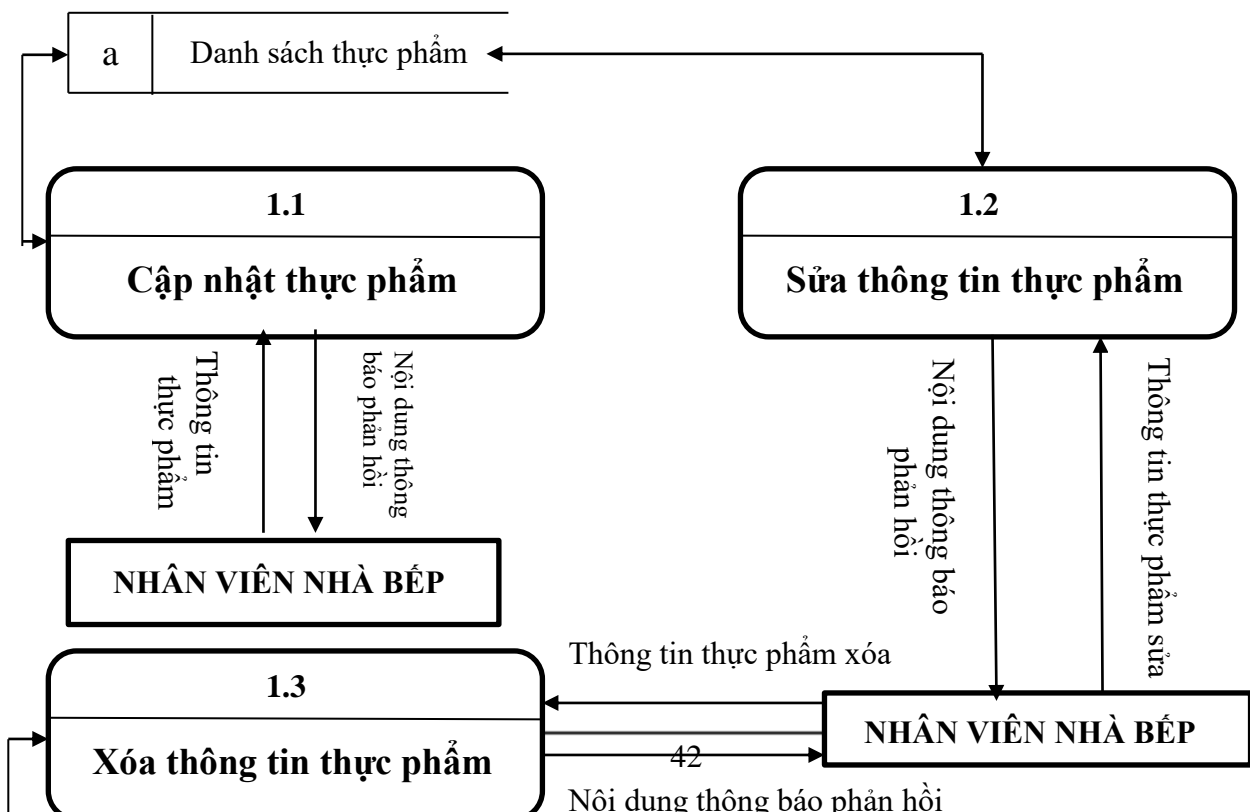 a
Danh sách thực phẩm
1.1
Cập nhật thực phẩm
1.2
Sửa thông tin thực phẩm
Thông tin
thực phẩm
Nội dung thông
báo phản hồi
Nội dung thông báo
phản hồi
Thông tin thực phẩm sửa
NHÂN VIÊN NHÀ BẾP
Thông tin thực phẩm xóa
1.3
Xóa thông tin thực phẩm
NHÂN VIÊN NHÀ BẾP
42
Nội dung thông báo phản hồi